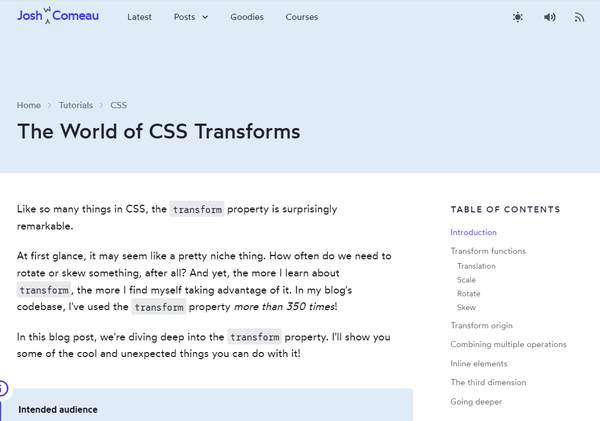 Josh W Comeau
Latest
Posts
Goodies
Courses
Home
Tutorials
CSS
The World of CSS Transforms
Like so many things in CSS, the transform property is surprisingly
remarkable.
At first glance, it may seem like a pretty niche thing. How often do we need to
rotate or skew something, after all? And yet, the more I learn about
transform, the more I find myself taking advantage of it. In my blog's
codebase, I've used the transform property more than 350 times!
In this blog post, we're diving deep into the transform property. I'll show you
some of the cool and unexpected things you can do with it!
Intended audience
TABLE OF CONTENTS
Introduction
Transform functions
Translation
Scale
Rotate
Skew
Transform origin
Combining multiple operations
Inline elements
The third dimension
Going deeper